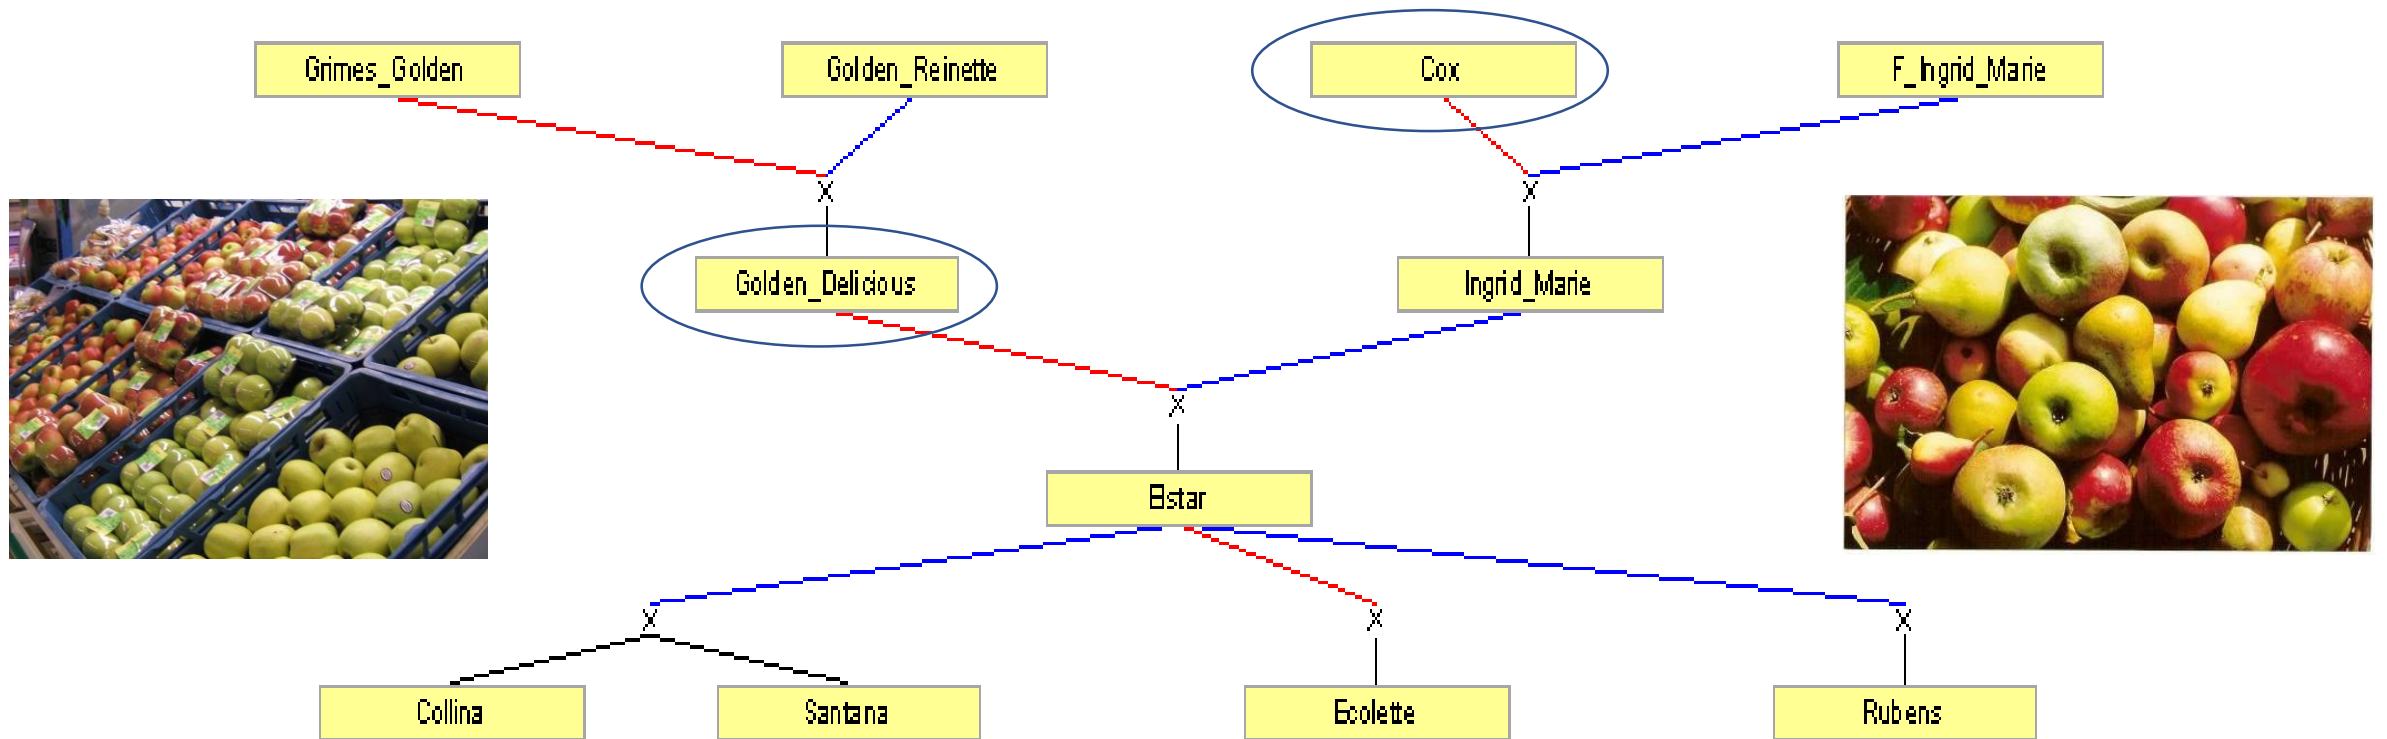 Grimes_Golden
Golden_Reinette
Cox
F_Ingrid_Marie
X
X
Golden_Delicious
Ingrid_Marie
X
Elstar
X
X
X
Collina
Santana
Ecolette
Rubens